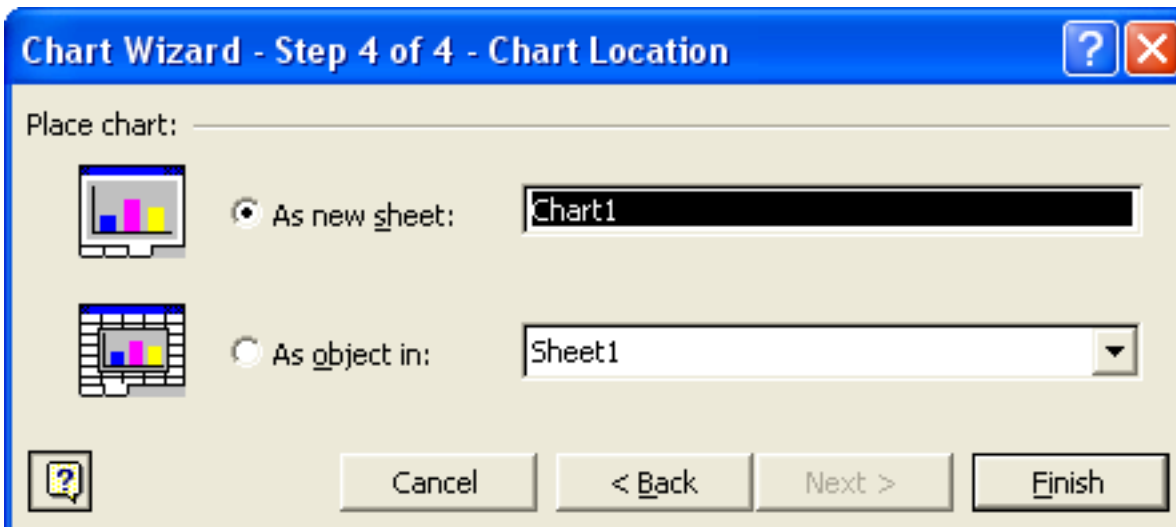 Chart Wizard - Step 4 of 4 - Chart Location
?
Place chart:
As new sheet: Chart1
As object in: Sheet1
? Cancel < Back Next > Finish